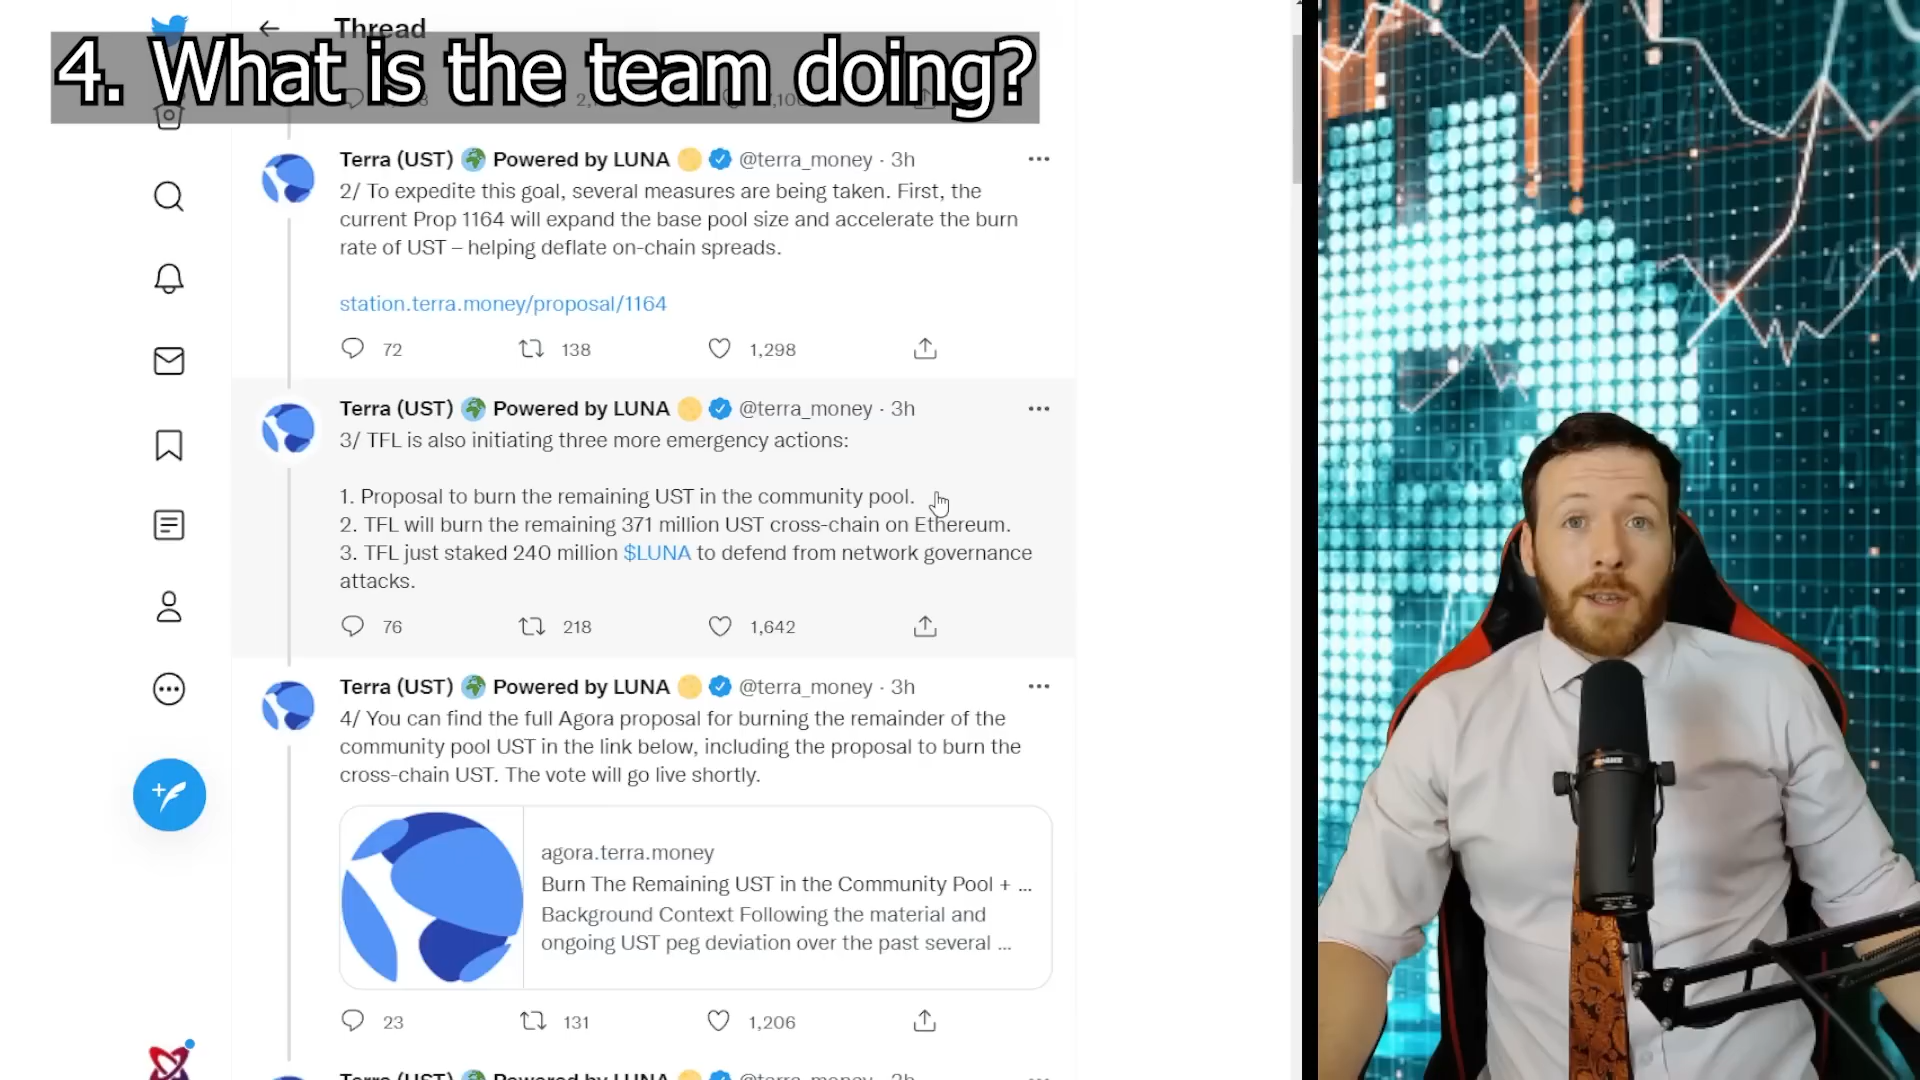 Thread
4. What is the team doing?
Terra (UST) 🌍 Powered by LUNA 🌕 @terra_money · 3h
2/ To expedite this goal, several measures are being taken. First, the
current Prop 1164 will expand the base pool size and accelerate the burn
rate of UST – helping deflate on-chain spreads.
station.terra.money/proposal/1164
72 138 1,298
Terra (UST) 🌍 Powered by LUNA 🌕 @terra_money · 3h
3/ TFL is also initiating three more emergency actions:
1. Proposal to burn the remaining UST in the community pool.
2. TFL will burn the remaining 371 million UST cross-chain on Ethereum.
3. TFL just staked 240 million $LUNA to defend from network governance
attacks.
76 218 1,642
Terra (UST) 🌍 Powered by LUNA 🌕 @terra_money · 3h
4/ You can find the full Agora proposal for burning the remainder of the
community pool UST in the link below, including the proposal to burn the
cross-chain UST. The vote will go live shortly.
agora.terra.money
Burn The Remaining UST in the Community Pool + ...
Background Context Following the material and
ongoing UST peg deviation over the past several ...
23 131 1,206
Terra (UST) 🌍 Powered by LUNA 🌕 @terra_money · 3h